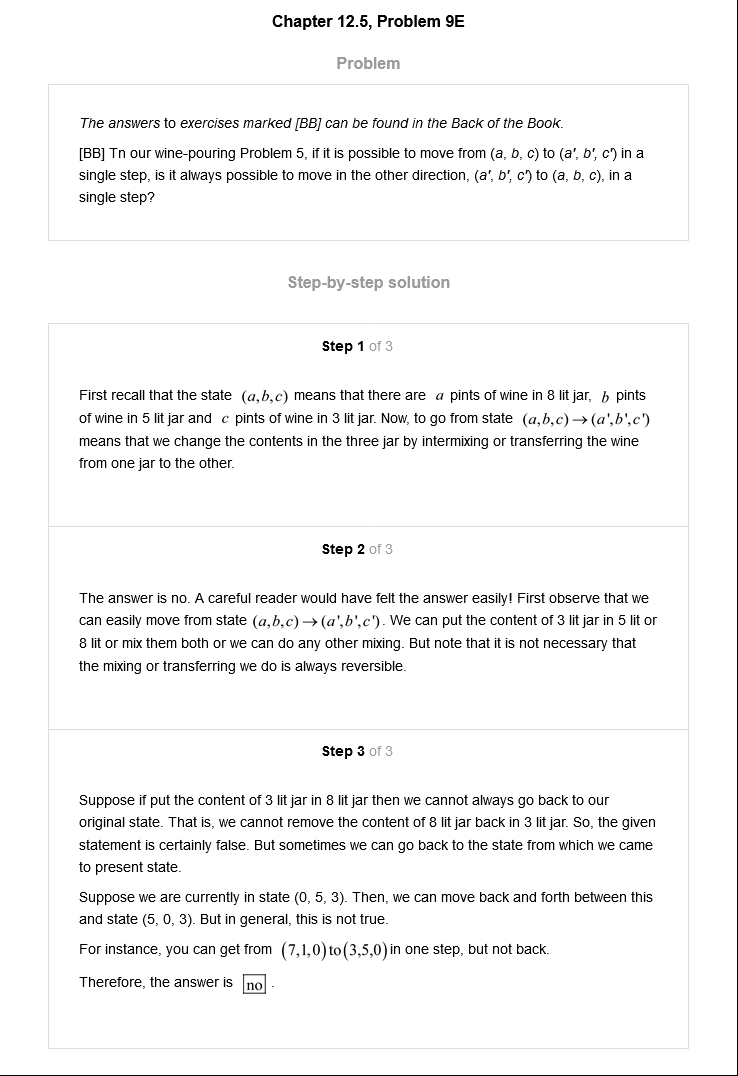 Chapter 12.5, Problem 9E
Problem
The answers to exercises marked [BB] can be found in the Back of the Book.
[BB] Tn our wine-pouring Problem 5, if it is possible to move from (a, b, c) to (a', b', c') in a
single step, is it always possible to move in the other direction, (a', b', c') to (a, b, c), in a
single step?
Step-by-step solution
Step 1 of 3
First recall that the state (a,b,c) means that there are a pints of wine in 8 lit jar, b pints
of wine in 5 lit jar and c pints of wine in 3 lit jar. Now, to go from state (a,b,c)→(a',b',c')
means that we change the contents in the three jar by intermixing or transferring the wine
from one jar to the other.
Step 2 of 3
The answer is no. A careful reader would have felt the answer easily! First observe that we
can easily move from state (a,b,c)→(a',b',c'). We can put the content of 3 lit jar in 5 lit or
8 lit or mix them both or we can do any other mixing. But note that it is not necessary that
the mixing or transferring we do is always reversible.
Step 3 of 3
Suppose if put the content of 3 lit jar in 8 lit jar then we cannot always go back to our
original state. That is, we cannot remove the content of 8 lit jar back in 3 lit jar. So, the given
statement is certainly false. But sometimes we can go back to the state from which we came
to present state.
Suppose we are currently in state (0, 5, 3). Then, we can move back and forth between this
and state (5, 0, 3). But in general, this is not true.
For instance, you can get from (7,1,0)to(3,5,0)in one step, but not back.
Therefore, the answer is no .